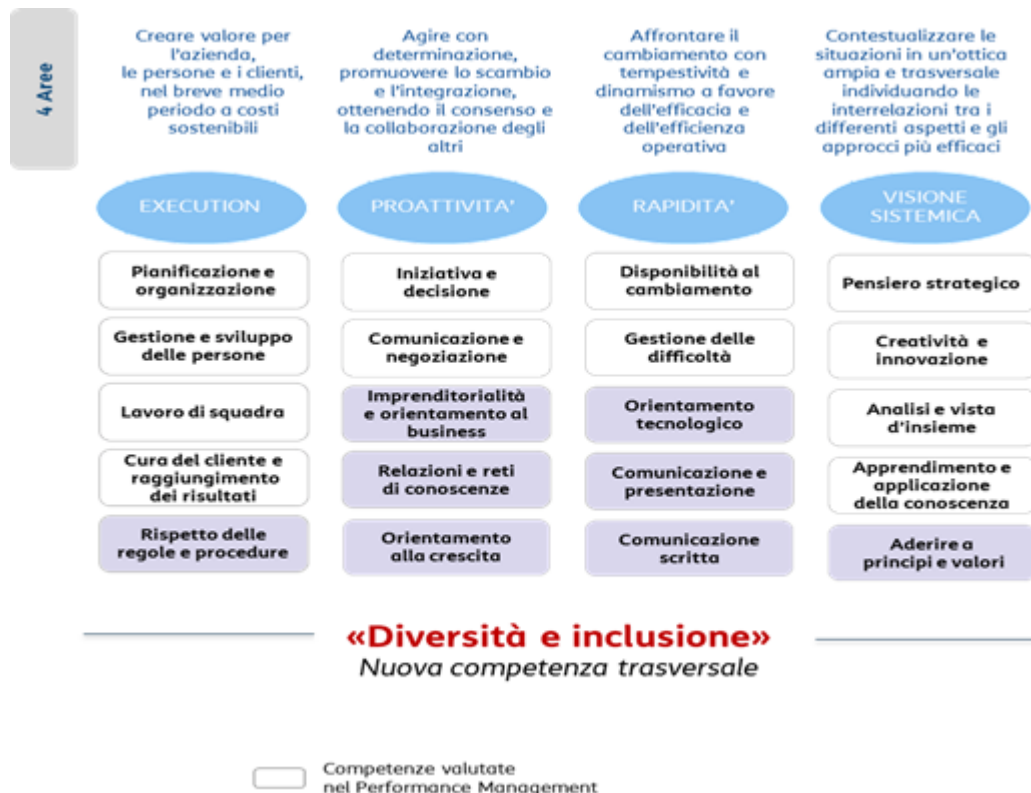 4 Aree
Creare valore per
l'azienda,
le persone e i clienti,
nel breve medio
periodo a costi
sostenibili
Agire con
determinazione,
promuovere lo scambio
e l'integrazione,
ottenendo il consenso e
la collaborazione degli
altri
Affrontare il
cambiamento con
tempestività e
dinamismo a favore
dell'efficacia e
dell'efficienza
operativa
Contestualizzare le
situazioni in un'ottica
ampia e trasversale
individuando le
interrelazioni tra i
differenti aspetti e gli
approcci più efficaci
EXECUTION
PROATTIVITA'
RAPIDITA'
VISIONE
SISTEMICA
Pianificazione e
organizzazione
Gestione e sviluppo
delle persone
Lavoro di squadra
Cura del cliente e
raggiungimento
dei risultati
Rispetto delle
regole e procedure
Iniziativa e
decisione
Comunicazione e
negoziazione
Imprenditorialità
e orientamento al
business
Relazioni e reti
di conoscenze
Orientamento
alla crescita
Disponibilità al
cambiamento
Gestione delle
difficoltà
Orientamento
tecnologico
Comunicazione e
presentazione
Comunicazione
scritta
Pensiero strategico
Creatività e
innovazione
Analisi e vista
d'insieme
Apprendimento e
applicazione
della conoscenza
Aderire a
principi e valori
«Diversità e inclusione»
Nuova competenza trasversale
Competenze valutate
nel Performance Management